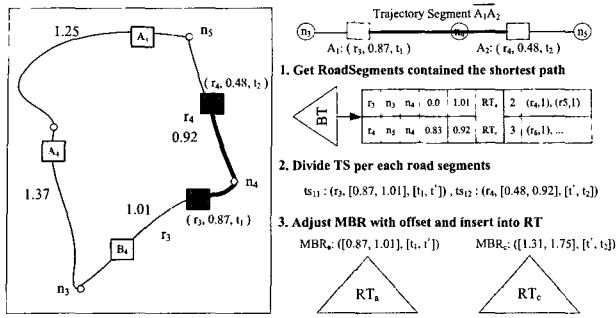 1.25
A₃
n₅
( r₄, 0.48, t₂ )
r₄
0.92
A₄
n₄
1.37
1.01
( r₃, 0.87, t₁ )
r₃
B₄
n₃
Trajectory Segment A₁A₂
n₃ n₄ n₅
A₁: ( r₃, 0.87, t₁ ) A₂: ( r₄, 0.48, t₂ )
1. Get RoadSegments contained the shortest path
BT
r₃ n₃ n₄ 0.0 1.01 RTₐ 2 (r₄,1), (r5,1)
r₄ n₅ n₄ 0.83 0.92 RT꜀ 3 (r₆,1), ...
2. Divide TS per each road segments
ts₁₁ : (r₃, [0.87, 1.01], [t₁, t'] ) , ts₁₂ : (r₄, [0.48, 0.92], [t', t₂])
3. Adjust MBR with offset and insert into RT
MBRₐ: ([0.87, 1.01], [t₁, t']) MBR꜀: ([1.31, 1.75], [t', t₂])
RTₐ RT꜀